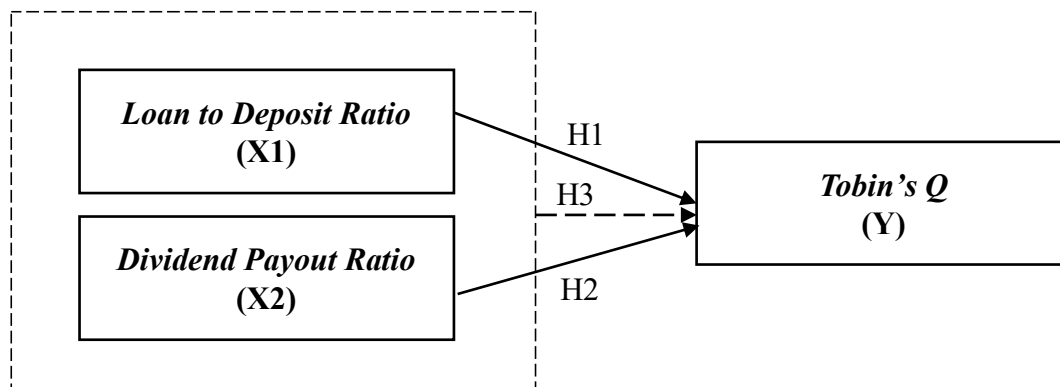 Loan to Deposit Ratio
(X1)
H1
Tobin's Q
(Y)
H3
Dividend Payout Ratio
(X2)
H2